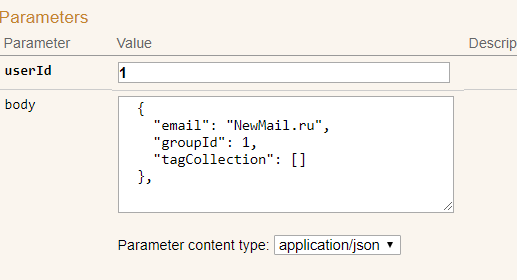 Parameters
Parameter Value Descrip
userId 1
body {
"email": "NewMail.ru",
"groupId": 1,
"tagCollection": []
},
Parameter content type: application/json